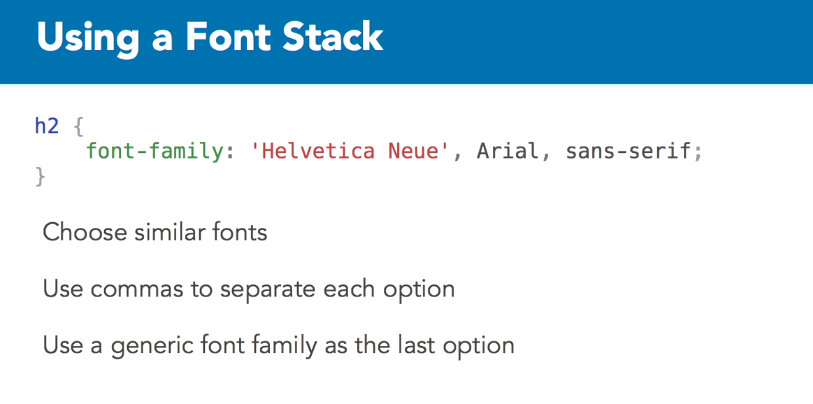 Using a Font Stack
h2 {
    font-family: 'Helvetica Neue', Arial, sans-serif;
}
Choose similar fonts
Use commas to separate each option
Use a generic font family as the last option